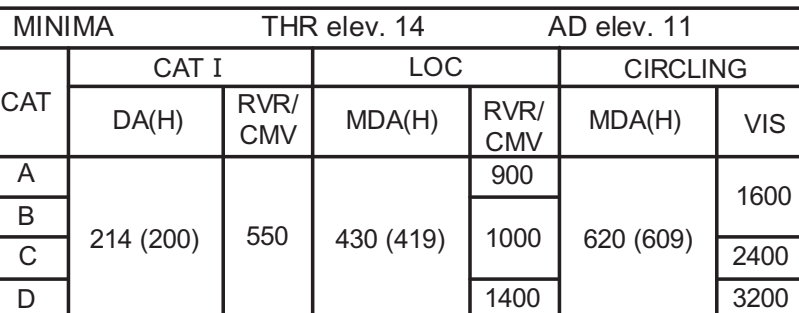 MINIMA THR elev. 14 AD elev. 11
CAT CAT I LOC CIRCLING
DA(H) RVR/CMV MDA(H) RVR/CMV MDA(H) VIS
A 214 (200) 550 430 (419) 900 620 (609) 1600
B 1000
C 2400
D 1400 3200